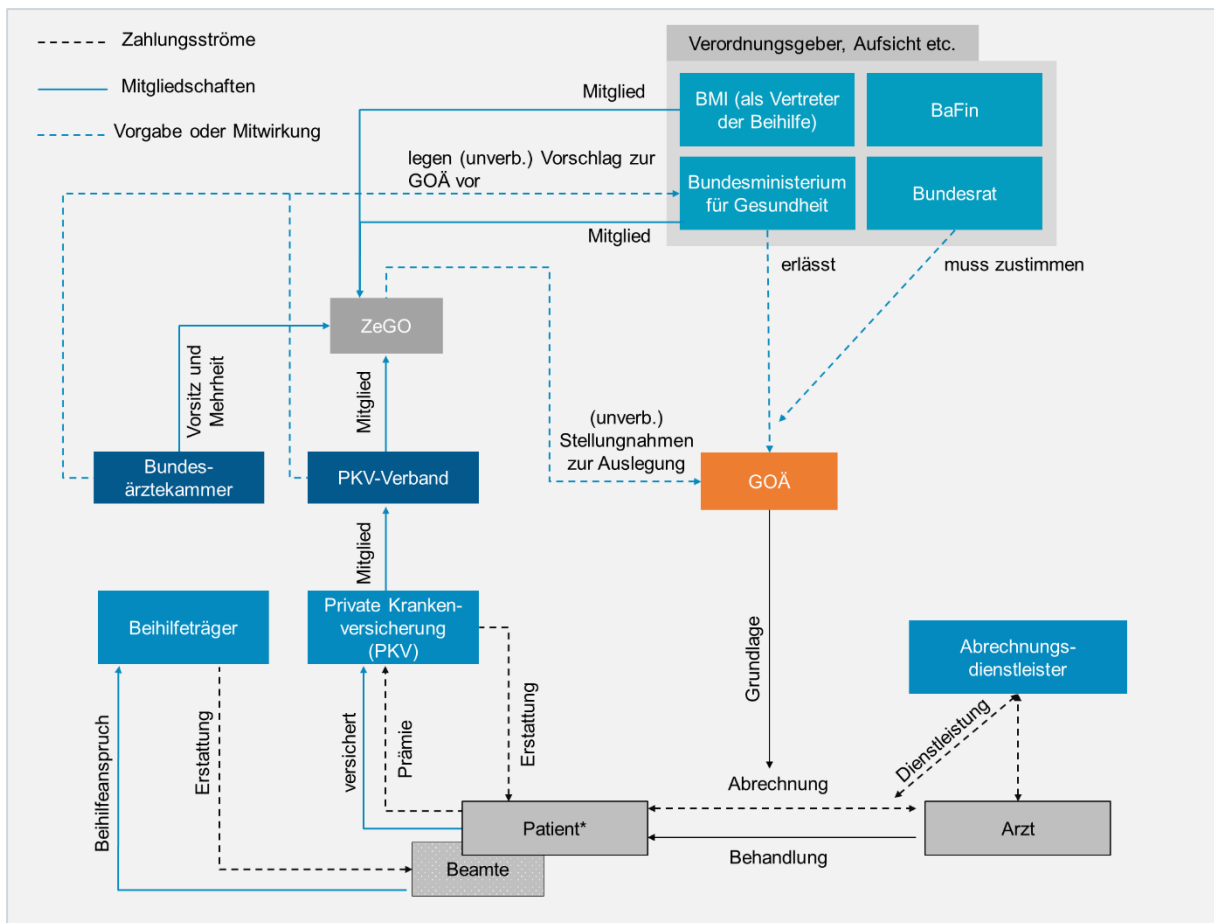 Zahlungsströme
Mitgliedschaften
Vorgabe oder Mitwirkung
Verordnungsgeber, Aufsicht etc.
Mitglied
BMI (als Vertreter
der Beihilfe)
BaFin
legen (unverb.) Vorschlag zur
GOÄ vor
Bundesministerium
für Gesundheit
Bundesrat
Mitglied
erlässt
muss zustimmen
ZeGO
Vorsitz und
Mehrheit
Mitglied
(unverb.)
Stellungnahmen
zur Auslegung
Bundes-
ärztekammer
PKV-Verband
GOÄ
Mitglied
Beihilfeträger
Private Kranken-
versicherung
(PKV)
Grundlage
Abrechnungs-
dienstleister
Beihilfeanspruch
Erstattung
versichert
Prämie
Erstattung
Dienstleistung
Abrechnung
Patient*
Arzt
Behandlung
Beamte